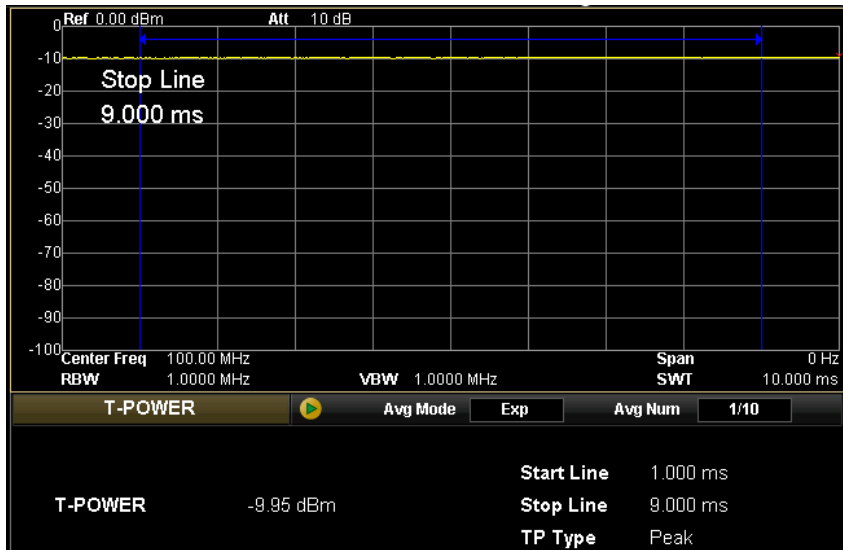 Ref 0.00 dBm Att 10 dB
0
-10
Stop Line
-20
9.000 ms
-30
-40
-50
-60
-70
-80
-90
-100
Center Freq 100.00 MHz Span 0 Hz
RBW 1.0000 MHz VBW 1.0000 MHz SWT 10.000 ms
T-POWER Avg Mode Exp Avg Num 1/10
Start Line 1.000 ms
T-POWER -9.95 dBm Stop Line 9.000 ms
TP Type Peak